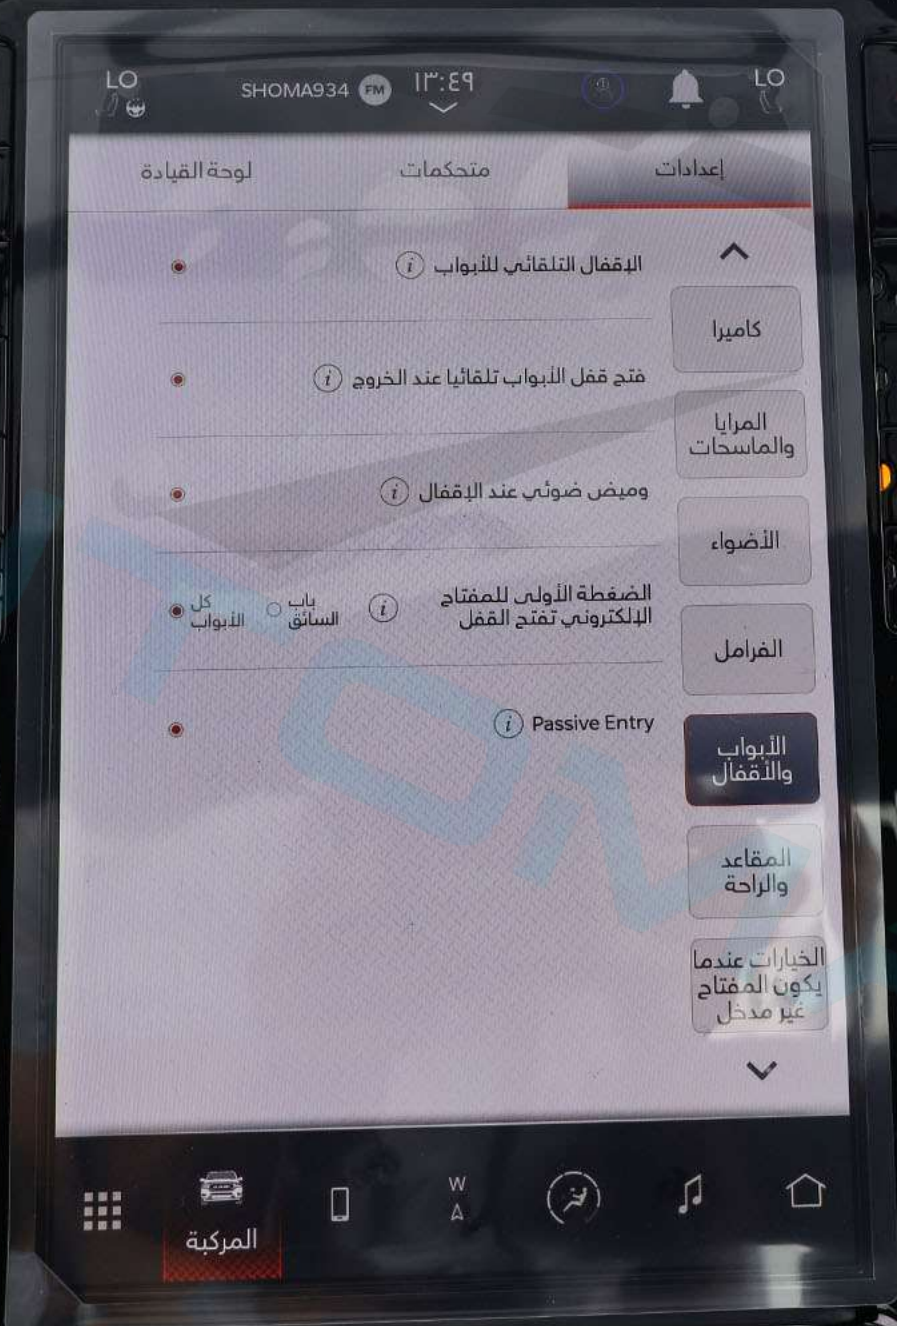 LO
١٣:٤٩
FM SHOMA934
LO
إعدادات
متحكمات
لوحة القيادة
كاميرا
المرايا
والماسحات
الأضواء
الفرامل
الأبواب
والأقفال
المقاعد
والراحة
الخيارات عندما
يكون المفتاح
غير مدخل
الإقفال التلقائي للأبواب i
فتح قفل الأبواب تلقائيا عند الخروج i
وميض ضوئي عند الإقفال i
الضغطة الأولى للمفتاح
الإلكتروني تفتح القفل
i
باب
السائق
كل
الأبواب
Passive Entry i
W
المركبة